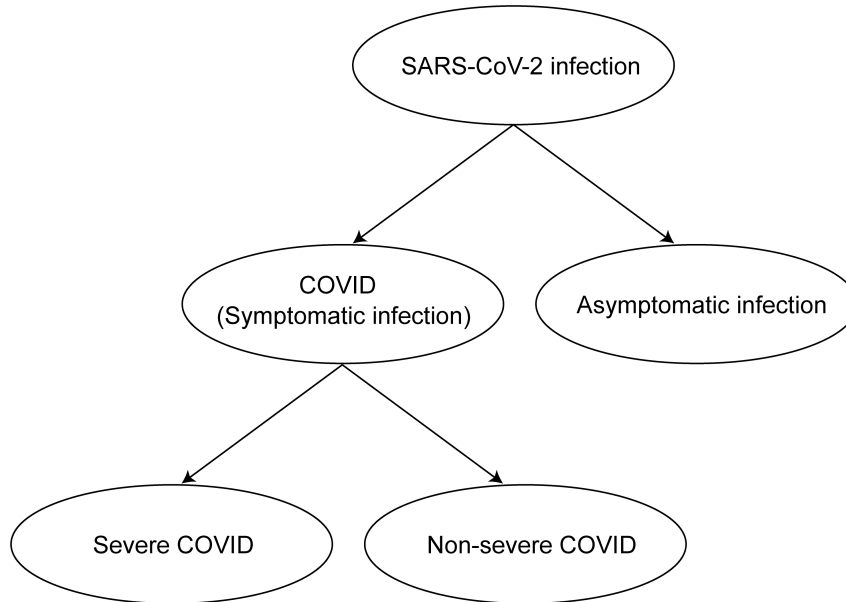 SARS-CoV-2 infection
COVID
(Symptomatic infection)
Asymptomatic infection
Severe COVID
Non-severe COVID